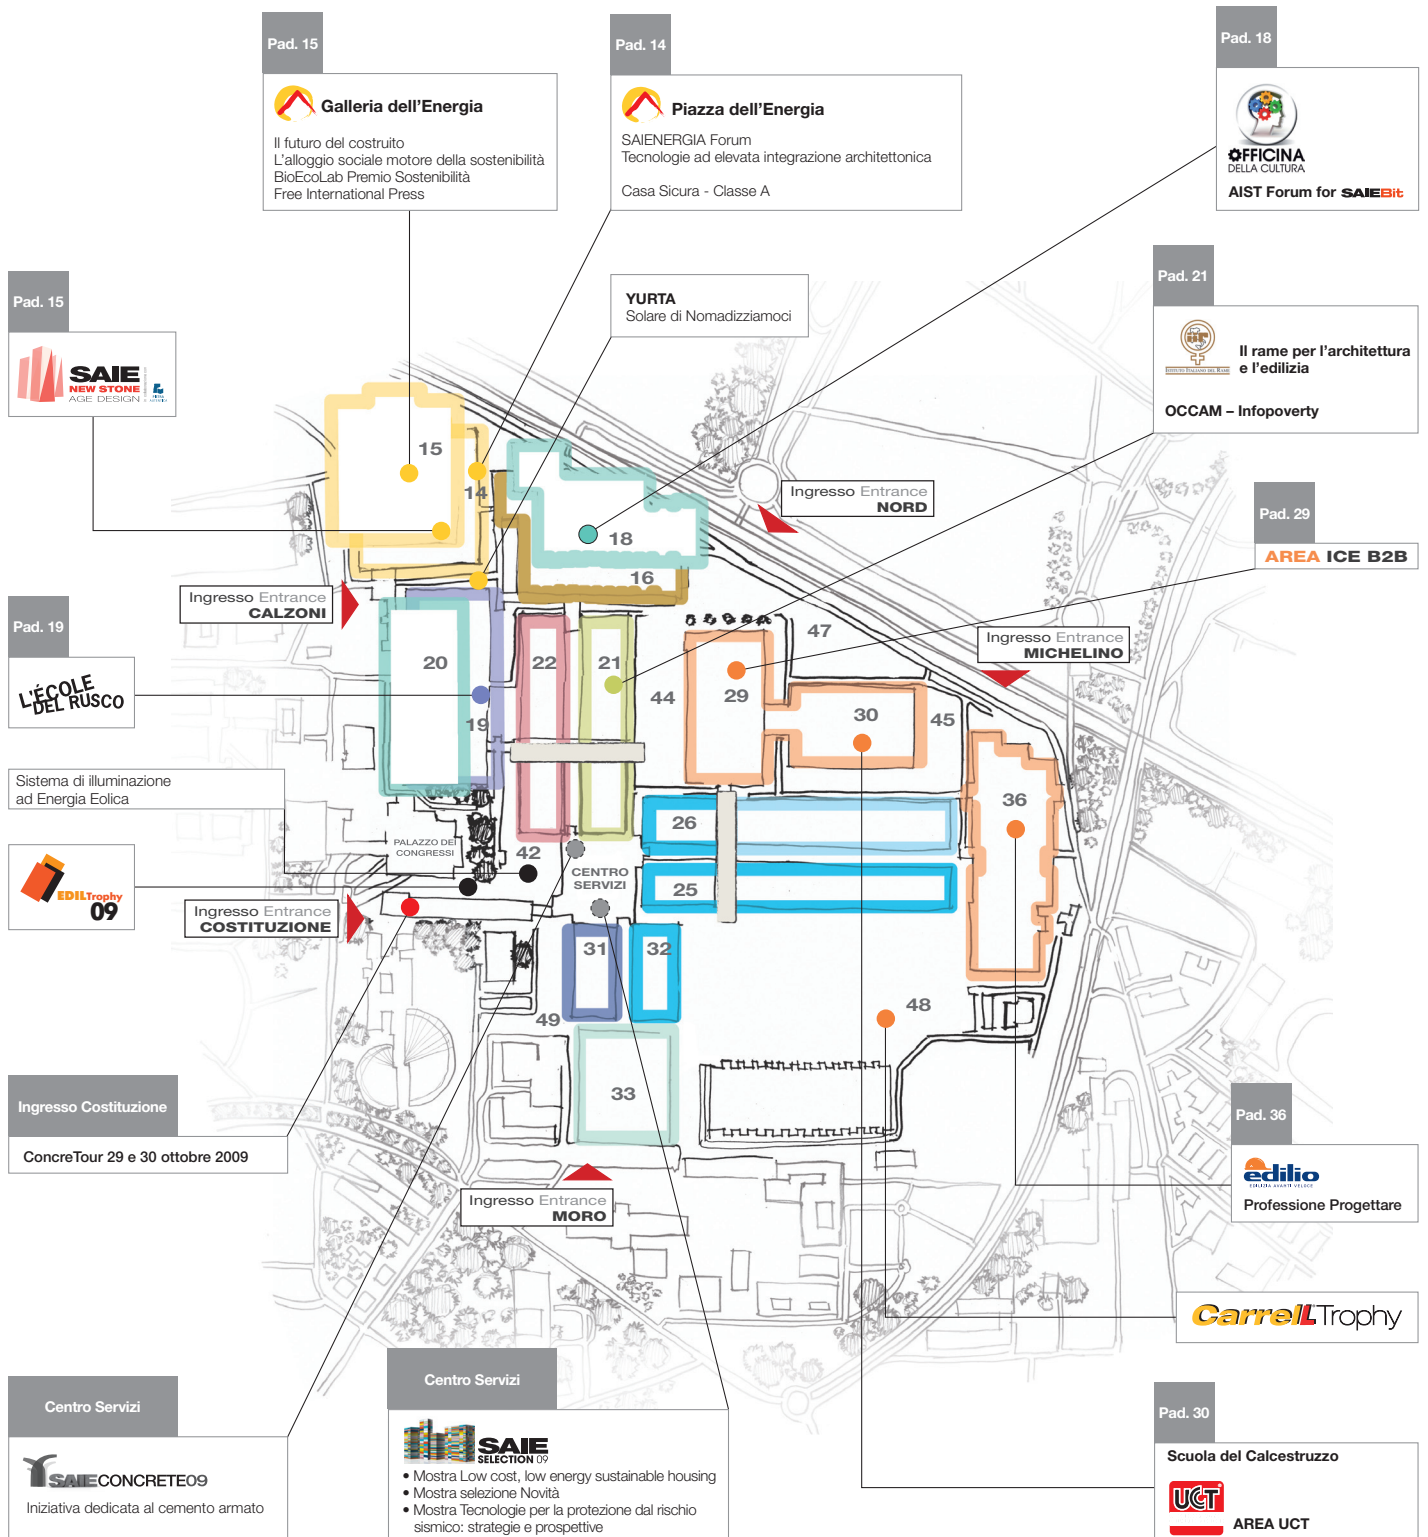 Pad. 15
Galleria dell'Energia
Il futuro del costruito
L'alloggio sociale motore della sostenibilità
BioEcoLab Premio Sostenibilità
Free International Press
Pad. 14
Piazza dell'Energia
SAIENERGIA Forum
Tecnologie ad elevata integrazione architettonica
Casa Sicura - Classe A
Pad. 18
OFFICINA
DELLA CULTURA
AIST Forum for SAIEBit
Pad. 15
SAIE
NEW STONE
AGE DESIGN
YURTA
Solare di Nomadizziamoci
Pad. 21
ISTITUTO ITALIANO DEL RAME
Il rame per l'architettura
e l'edilizia
OCCAM – Infopoverty
Pad. 29
AREA ICE B2B
Pad. 19
L'ÉCOLE
DEL RUSCO
Sistema di illuminazione
ad Energia Eolica
EDILTrophy
09
Ingresso Entrance
NORD
Ingresso Entrance
CALZONI
Ingresso Entrance
MICHELINO
Ingresso Entrance
COSTITUZIONE
Ingresso Entrance
MORO
15
14
18
16
20
19
22
21
44
29
47
30
45
36
26
25
PALAZZO DEI
CONGRESSI
42
CENTRO
SERVIZI
31
32
49
48
33
Ingresso Costituzione
ConcreTour 29 e 30 ottobre 2009
Pad. 36
edilio
EDILIZIA AVANTI VELOCE
Professione Progettare
CarrelLTrophy
Centro Servizi
SAIECONCRETE09
Iniziativa dedicata al cemento armato
Centro Servizi
SAIE
SELECTION 09
• Mostra Low cost, low energy sustainable housing
• Mostra selezione Novità
• Mostra Tecnologie per la protezione dal rischio
sismico: strategie e prospettive
Pad. 30
Scuola del Calcestruzzo
UCT
AREA UCT